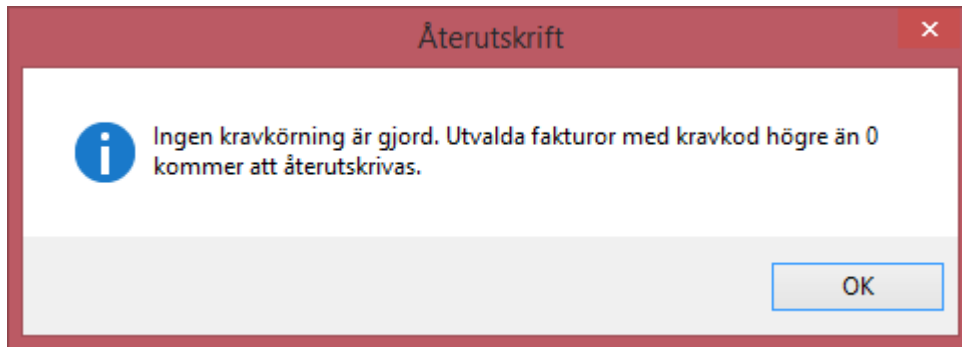 Återutskrift
Ingen kravkörning är gjord. Utvalda fakturor med kravkod högre än 0
kommer att återutskrivas.
OK